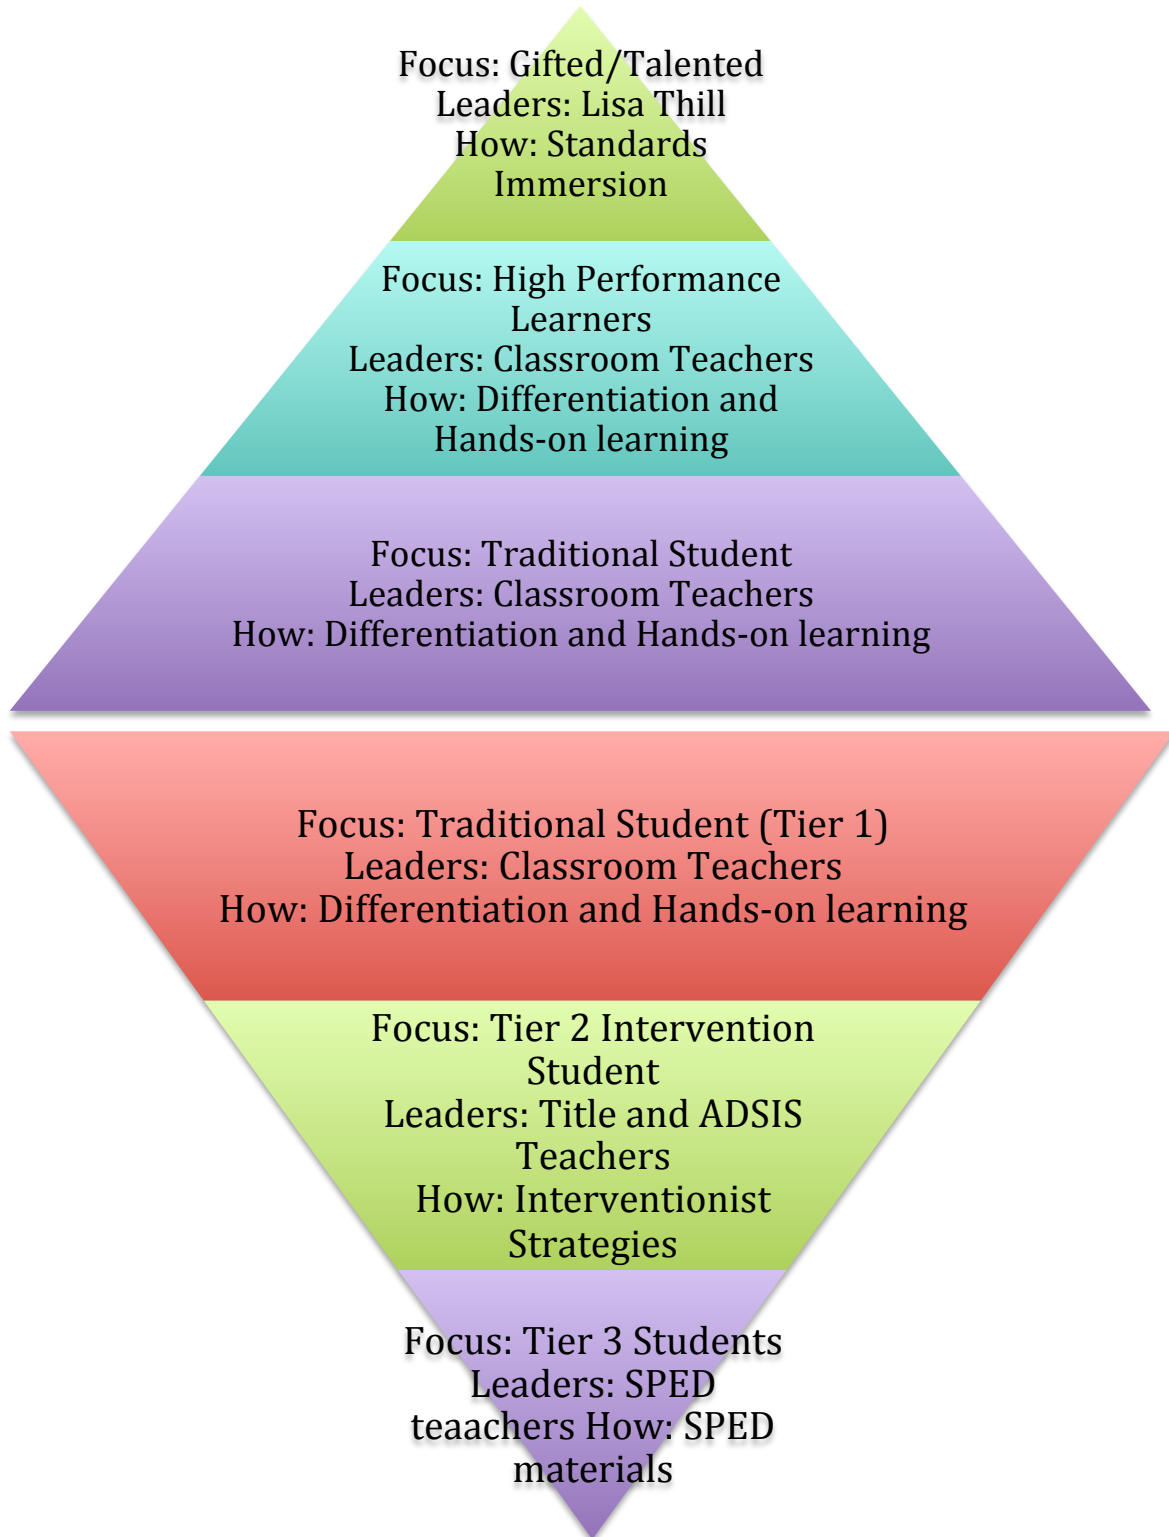 Focus: Gifted/Talented
Leaders: Lisa Thill
How: Standards
Immersion
Focus: High Performance
Learners
Leaders: Classroom Teachers
How: Differentiation and
Hands-on learning
Focus: Traditional Student
Leaders: Classroom Teachers
How: Differentiation and Hands-on learning
Focus: Traditional Student (Tier 1)
Leaders: Classroom Teachers
How: Differentiation and Hands-on learning
Focus: Tier 2 Intervention
Student
Leaders: Title and ADSIS
Teachers
How: Interventionist
Strategies
Focus: Tier 3 Students
Leaders: SPED
teaachers How: SPED
materials